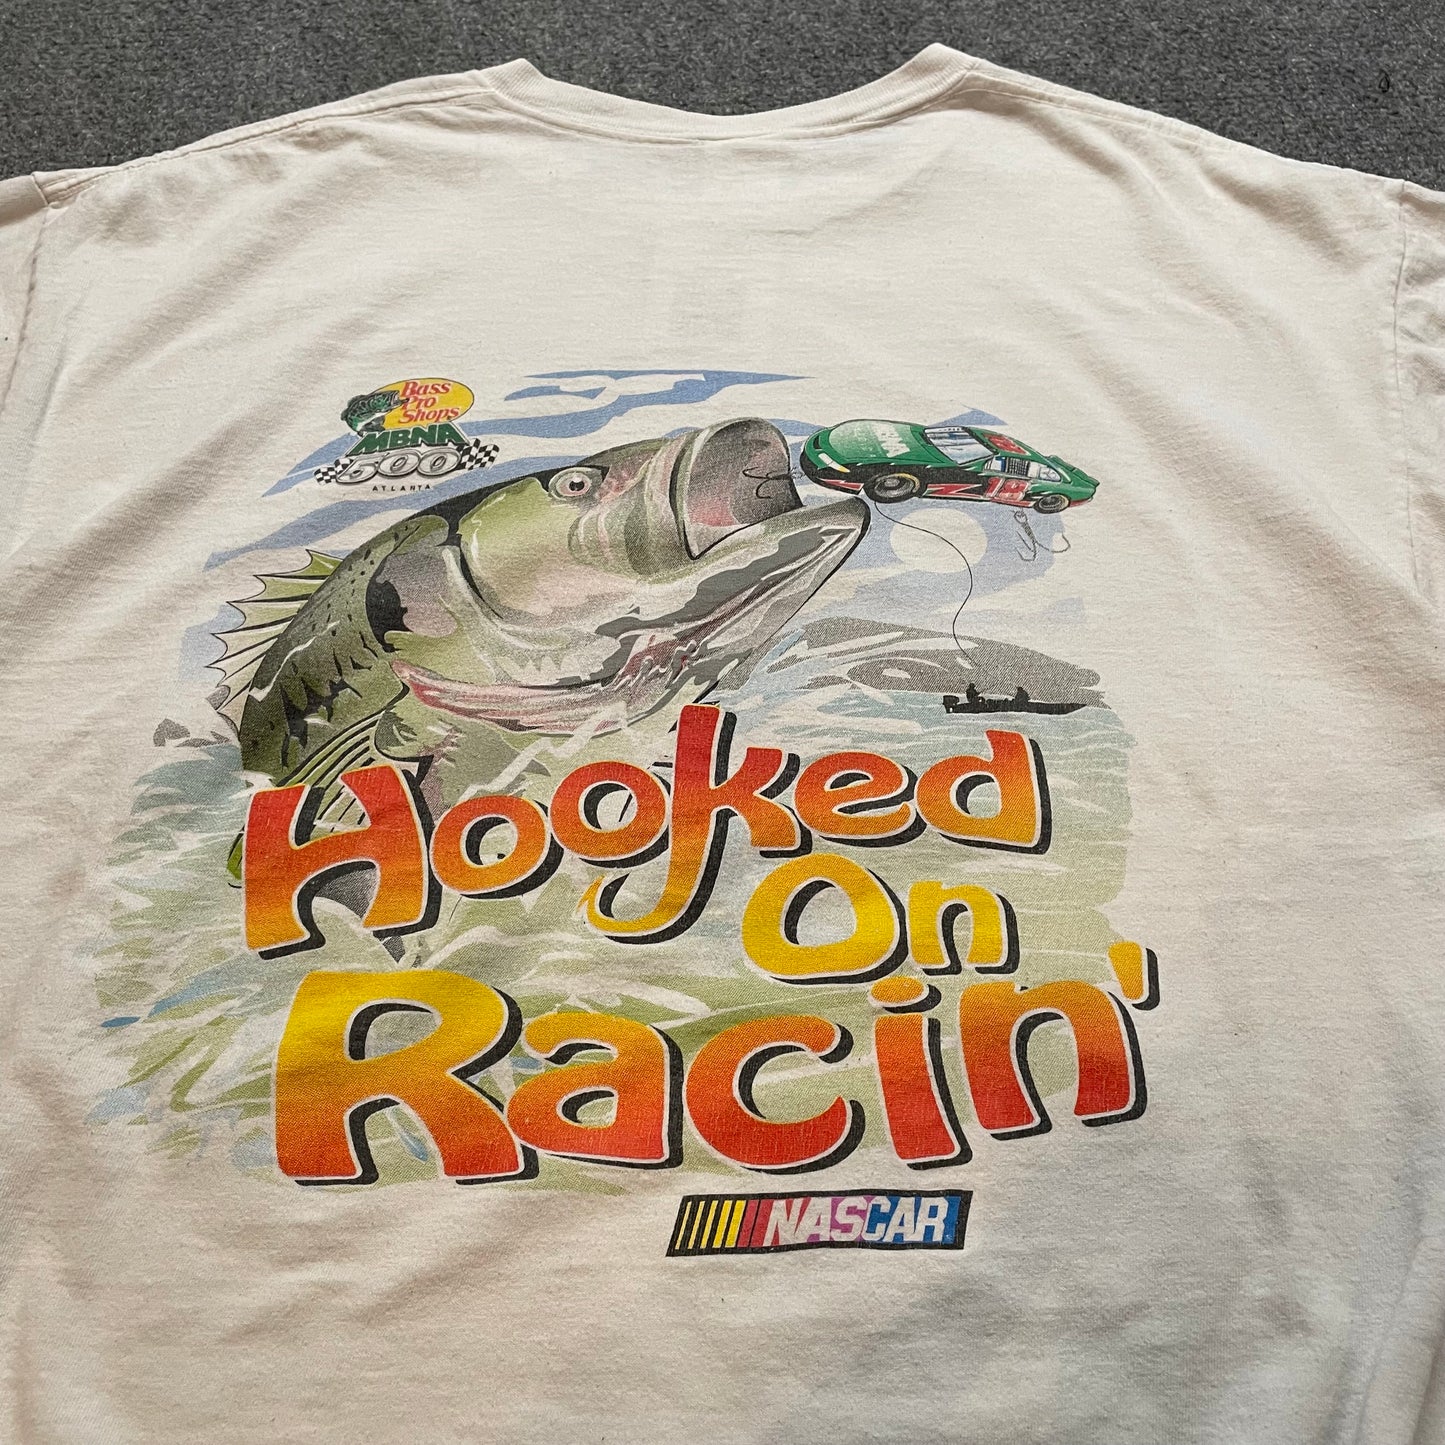 Bass
Pro
Shops
MBNA
500
ATLANTA
Hooked
On
Racin'
NASCAR